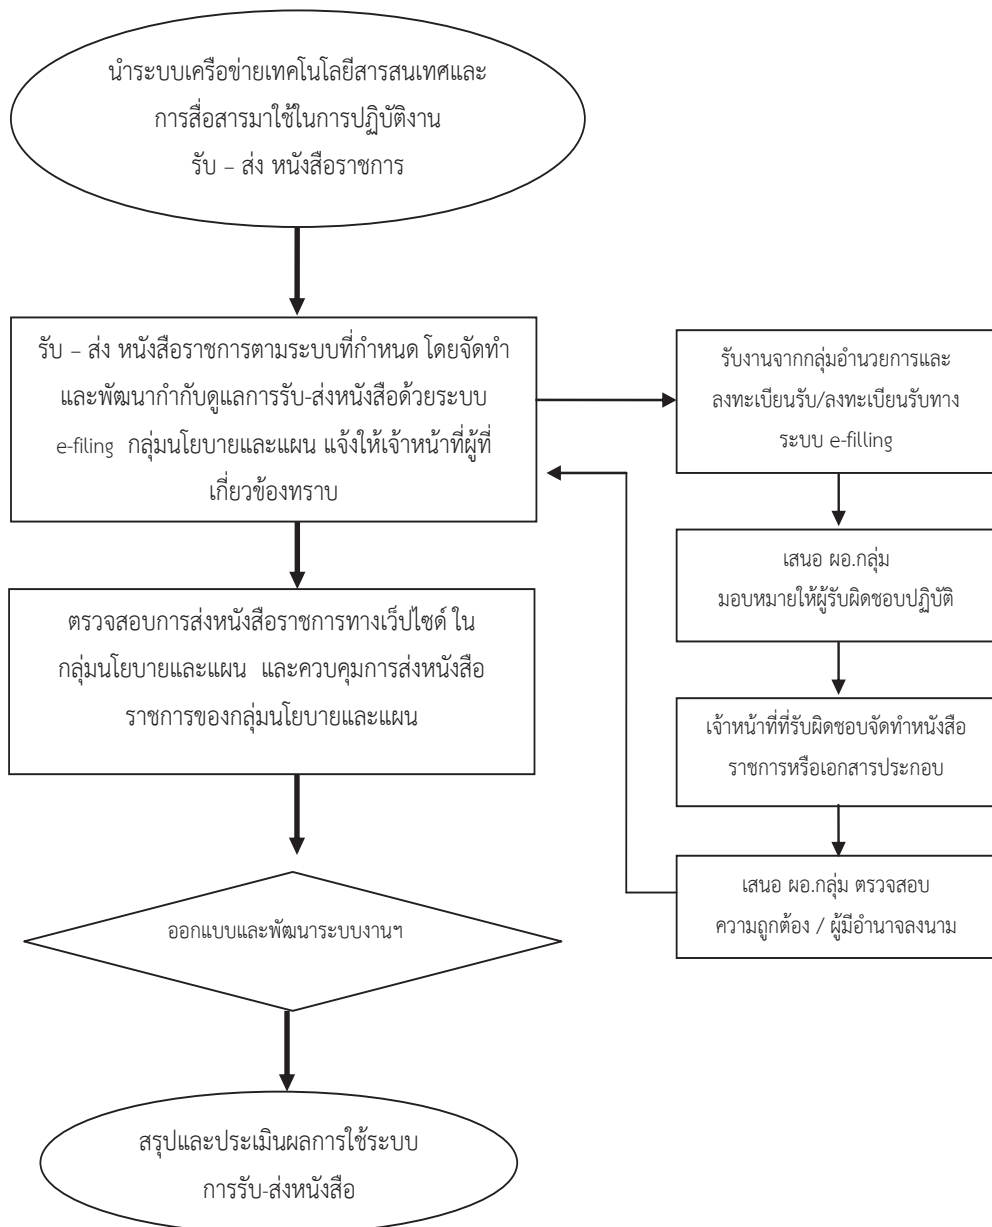 นำระบบเครือข่ายเทคโนโลยีสารสนเทศและ
การสื่อสารมาใช้ในการปฏิบัติงาน
รับ – ส่ง หนังสือราชการ
รับ – ส่ง หนังสือราชการตามระบบที่กำหนด โดยจัดทำ
และพัฒนากำกับดูแลการรับ-ส่งหนังสือด้วยระบบ
e-filing กลุ่มนโยบายและแผน แจ้งให้เจ้าหน้าที่ผู้ที่
เกี่ยวข้องทราบ
รับงานจากกลุ่มอำนวยการและ
ลงทะเบียนรับ/ลงทะเบียนรับทาง
ระบบ e-filling
เสนอ ผอ.กลุ่ม
มอบหมายให้ผู้รับผิดชอบปฏิบัติ
เจ้าหน้าที่ที่รับผิดชอบจัดทำหนังสือ
ราชการหรือเอกสารประกอบ
เสนอ ผอ.กลุ่ม ตรวจสอบ
ความถูกต้อง / ผู้มีอำนาจลงนาม
ตรวจสอบการส่งหนังสือราชการทางเว็ปไซด์ ใน
กลุ่มนโยบายและแผน และควบคุมการส่งหนังสือ
ราชการของกลุ่มนโยบายและแผน
ออกแบบและพัฒนาระบบงานฯ
สรุปและประเมินผลการใช้ระบบ
การรับ-ส่งหนังสือ